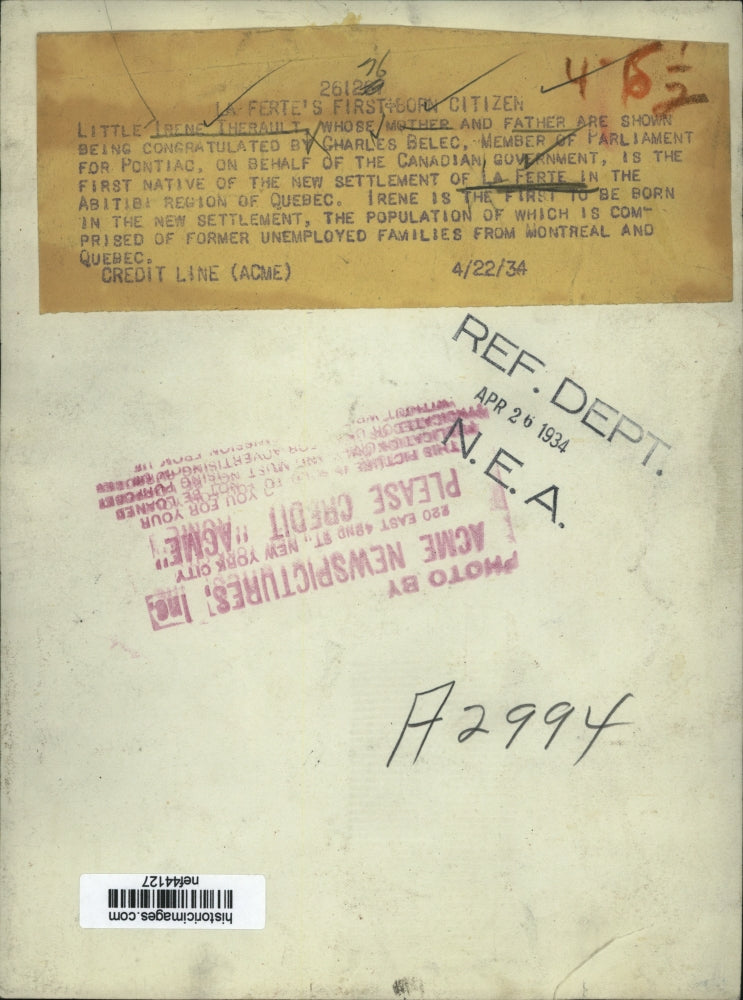 76
4 5 1/2
LA FERTE'S FIRST-BORN CITIZEN
LITTLE IRENE THERAULT, WHOSE MOTHER AND FATHER ARE SHOWN
BEING CONGRATULATED BY CHARLES BELEC, MEMBER OF PARLIAMENT
FOR PONTIAC, ON BEHALF OF THE CANADIAN GOVERNMENT, IS THE
FIRST NATIVE OF THE NEW SETTLEMENT OF LA FERTE IN THE
ABITIBI REGION OF QUEBEC. IRENE IS THE FIRST TO BE BORN
IN THE NEW SETTLEMENT, THE POPULATION OF WHICH IS COM-
PRISED OF FORMER UNEMPLOYED FAMILIES FROM MONTREAL AND
QUEBEC.
CREDIT LINE (ACME) 4/22/34
REF. DEPT.
APR 26 1934
N.E.A.
PHOTO BY
ACME NEWSPICTURES, Inc.
220 EAST 42ND ST., NEW YORK CITY
PLEASE CREDIT "ACME"
THIS PICTURE IS
A2994
historicimages.com
nef44127